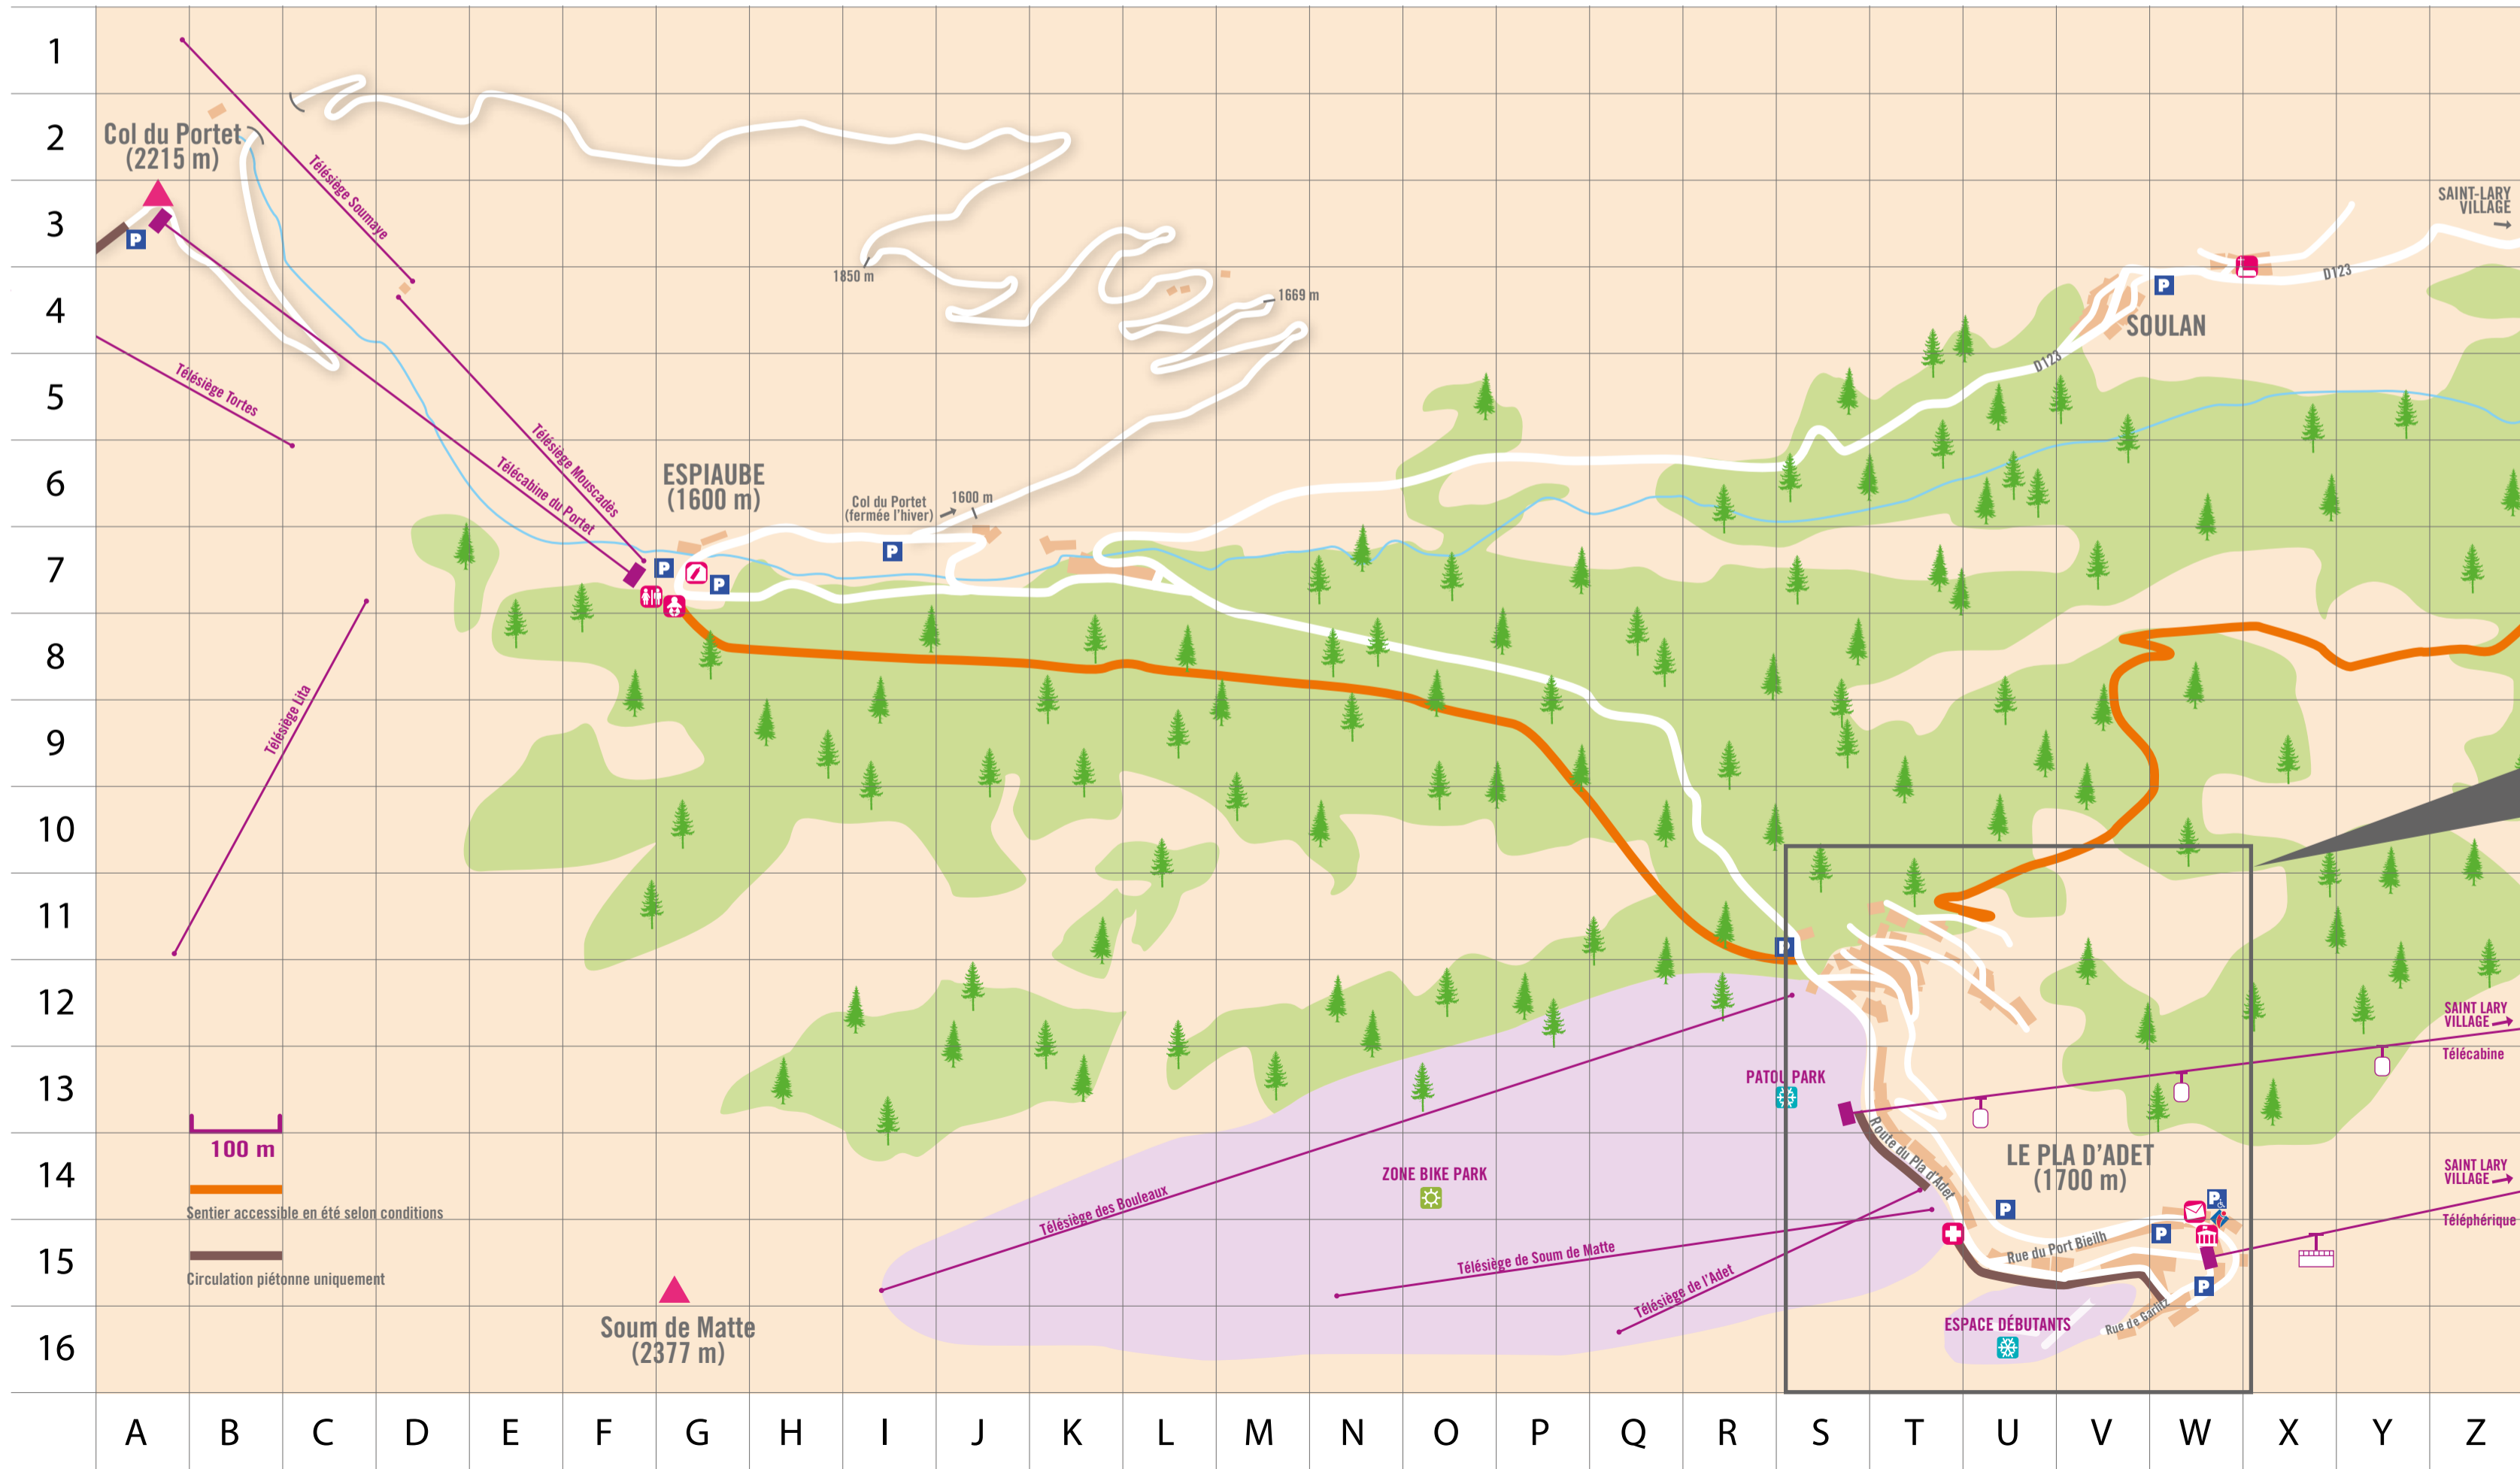 1
2
3
4
5
6
7
8
9
10
11
12
13
14
15
16
Col du Portet
(2215 m)
Télésiège Soumaye
1850 m
1669 m
SAINT-LARY
VILLAGE
D123
SOULAN
D123
Télésiège Tortes
Télésiège Mouscadès
Télécabine du Portet
ESPIAUBE
(1600 m)
Col du Portet
(fermée l'hiver)
1600 m
P
P
P
P
P
P
Télésiège Lita
SAINT LARY
VILLAGE
Télécabine
PATOU PARK
100 m
Sentier accessible en été selon conditions
Circulation piétonne uniquement
Route du Pla d'Adet
LE PLA D'ADET
(1700 m)
ZONE BIKE PARK
Télésiège des Bouleaux
SAINT LARY
VILLAGE
Téléphérique
P
P
P
P
Rue du Port Bieilh
Télésiège de Soum de Matte
Télésiège de l'Adet
Soum de Matte
(2377 m)
ESPACE DÉBUTANTS
Rue de Garlitz
A B C D E F G H I J K L M N O P Q R S T U V W X Y Z